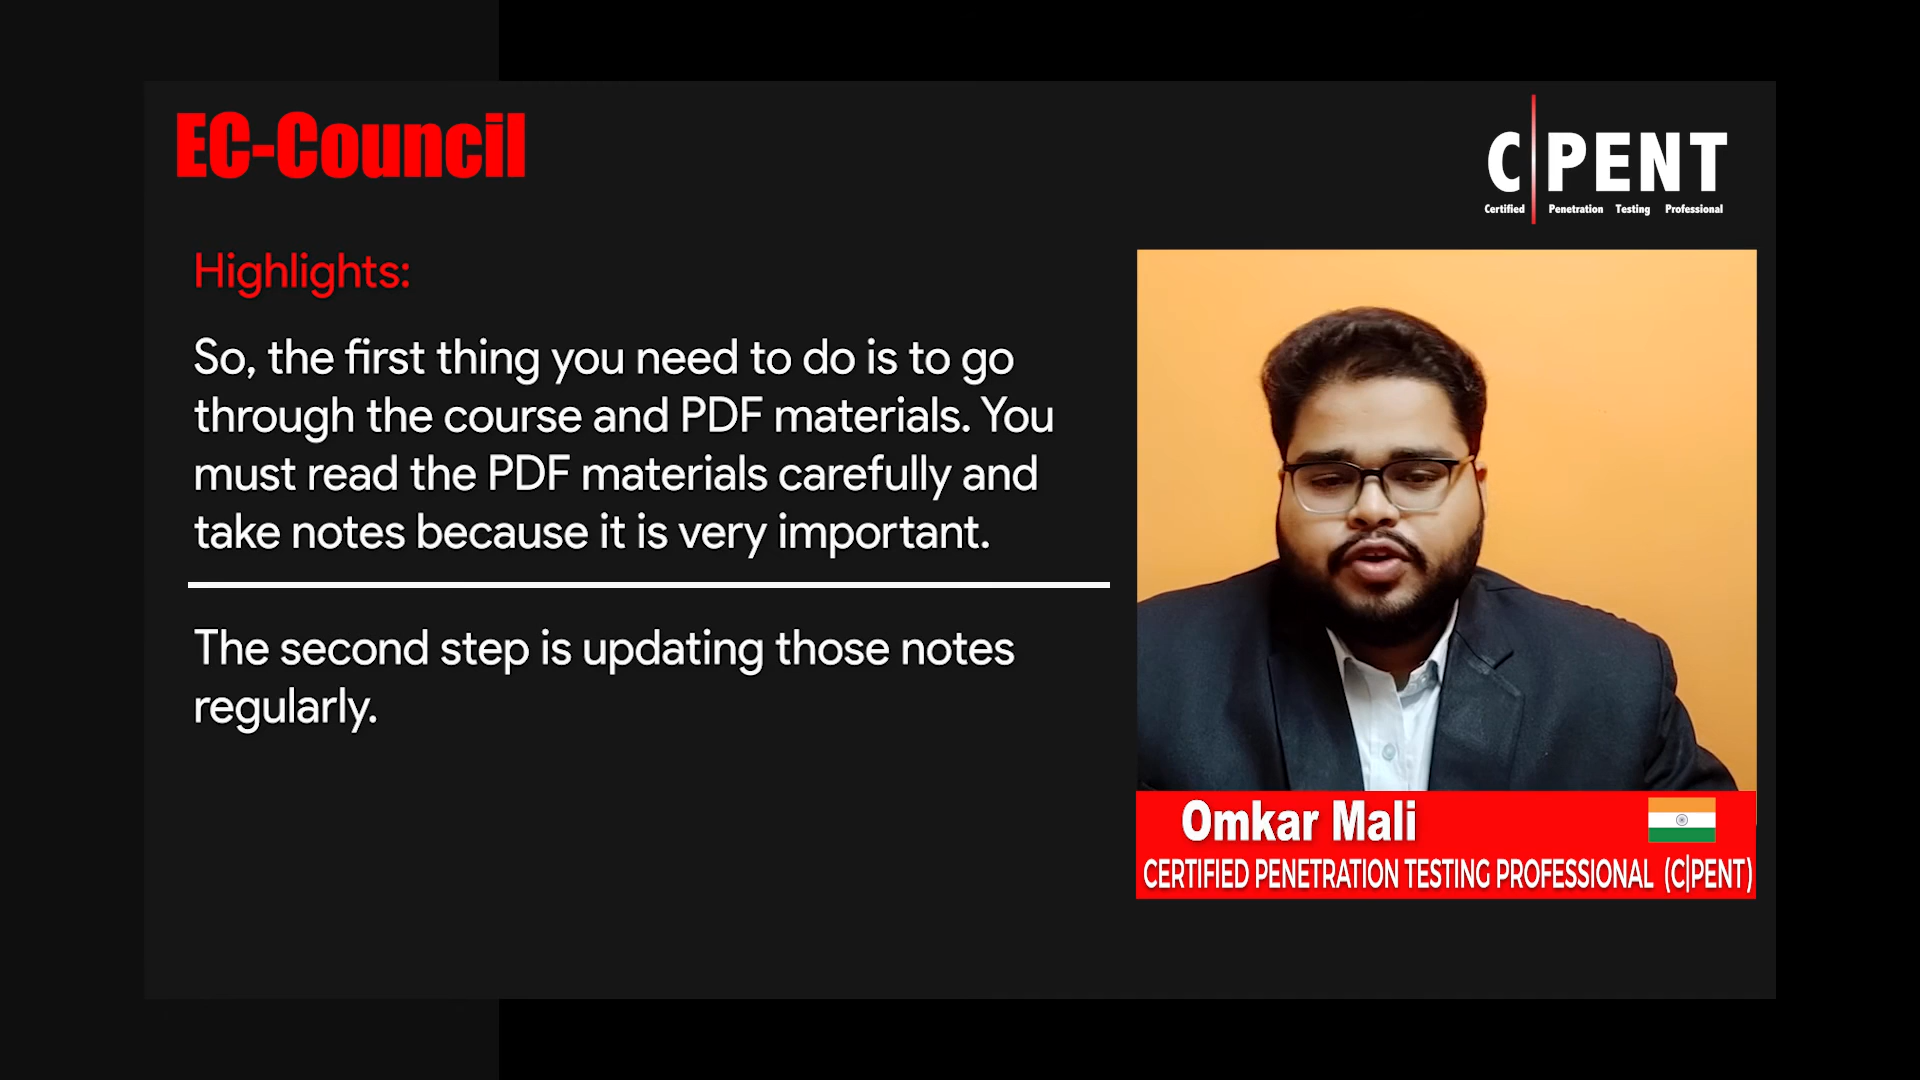 EC-Council
C|PENT
Certified Penetration Testing Professional
Highlights:
So, the first thing you need to do is to go
through the course and PDF materials. You
must read the PDF materials carefully and
take notes because it is very important.
The second step is updating those notes
regularly.
Omkar Mali
CERTIFIED PENETRATION TESTING PROFESSIONAL (C|PENT)